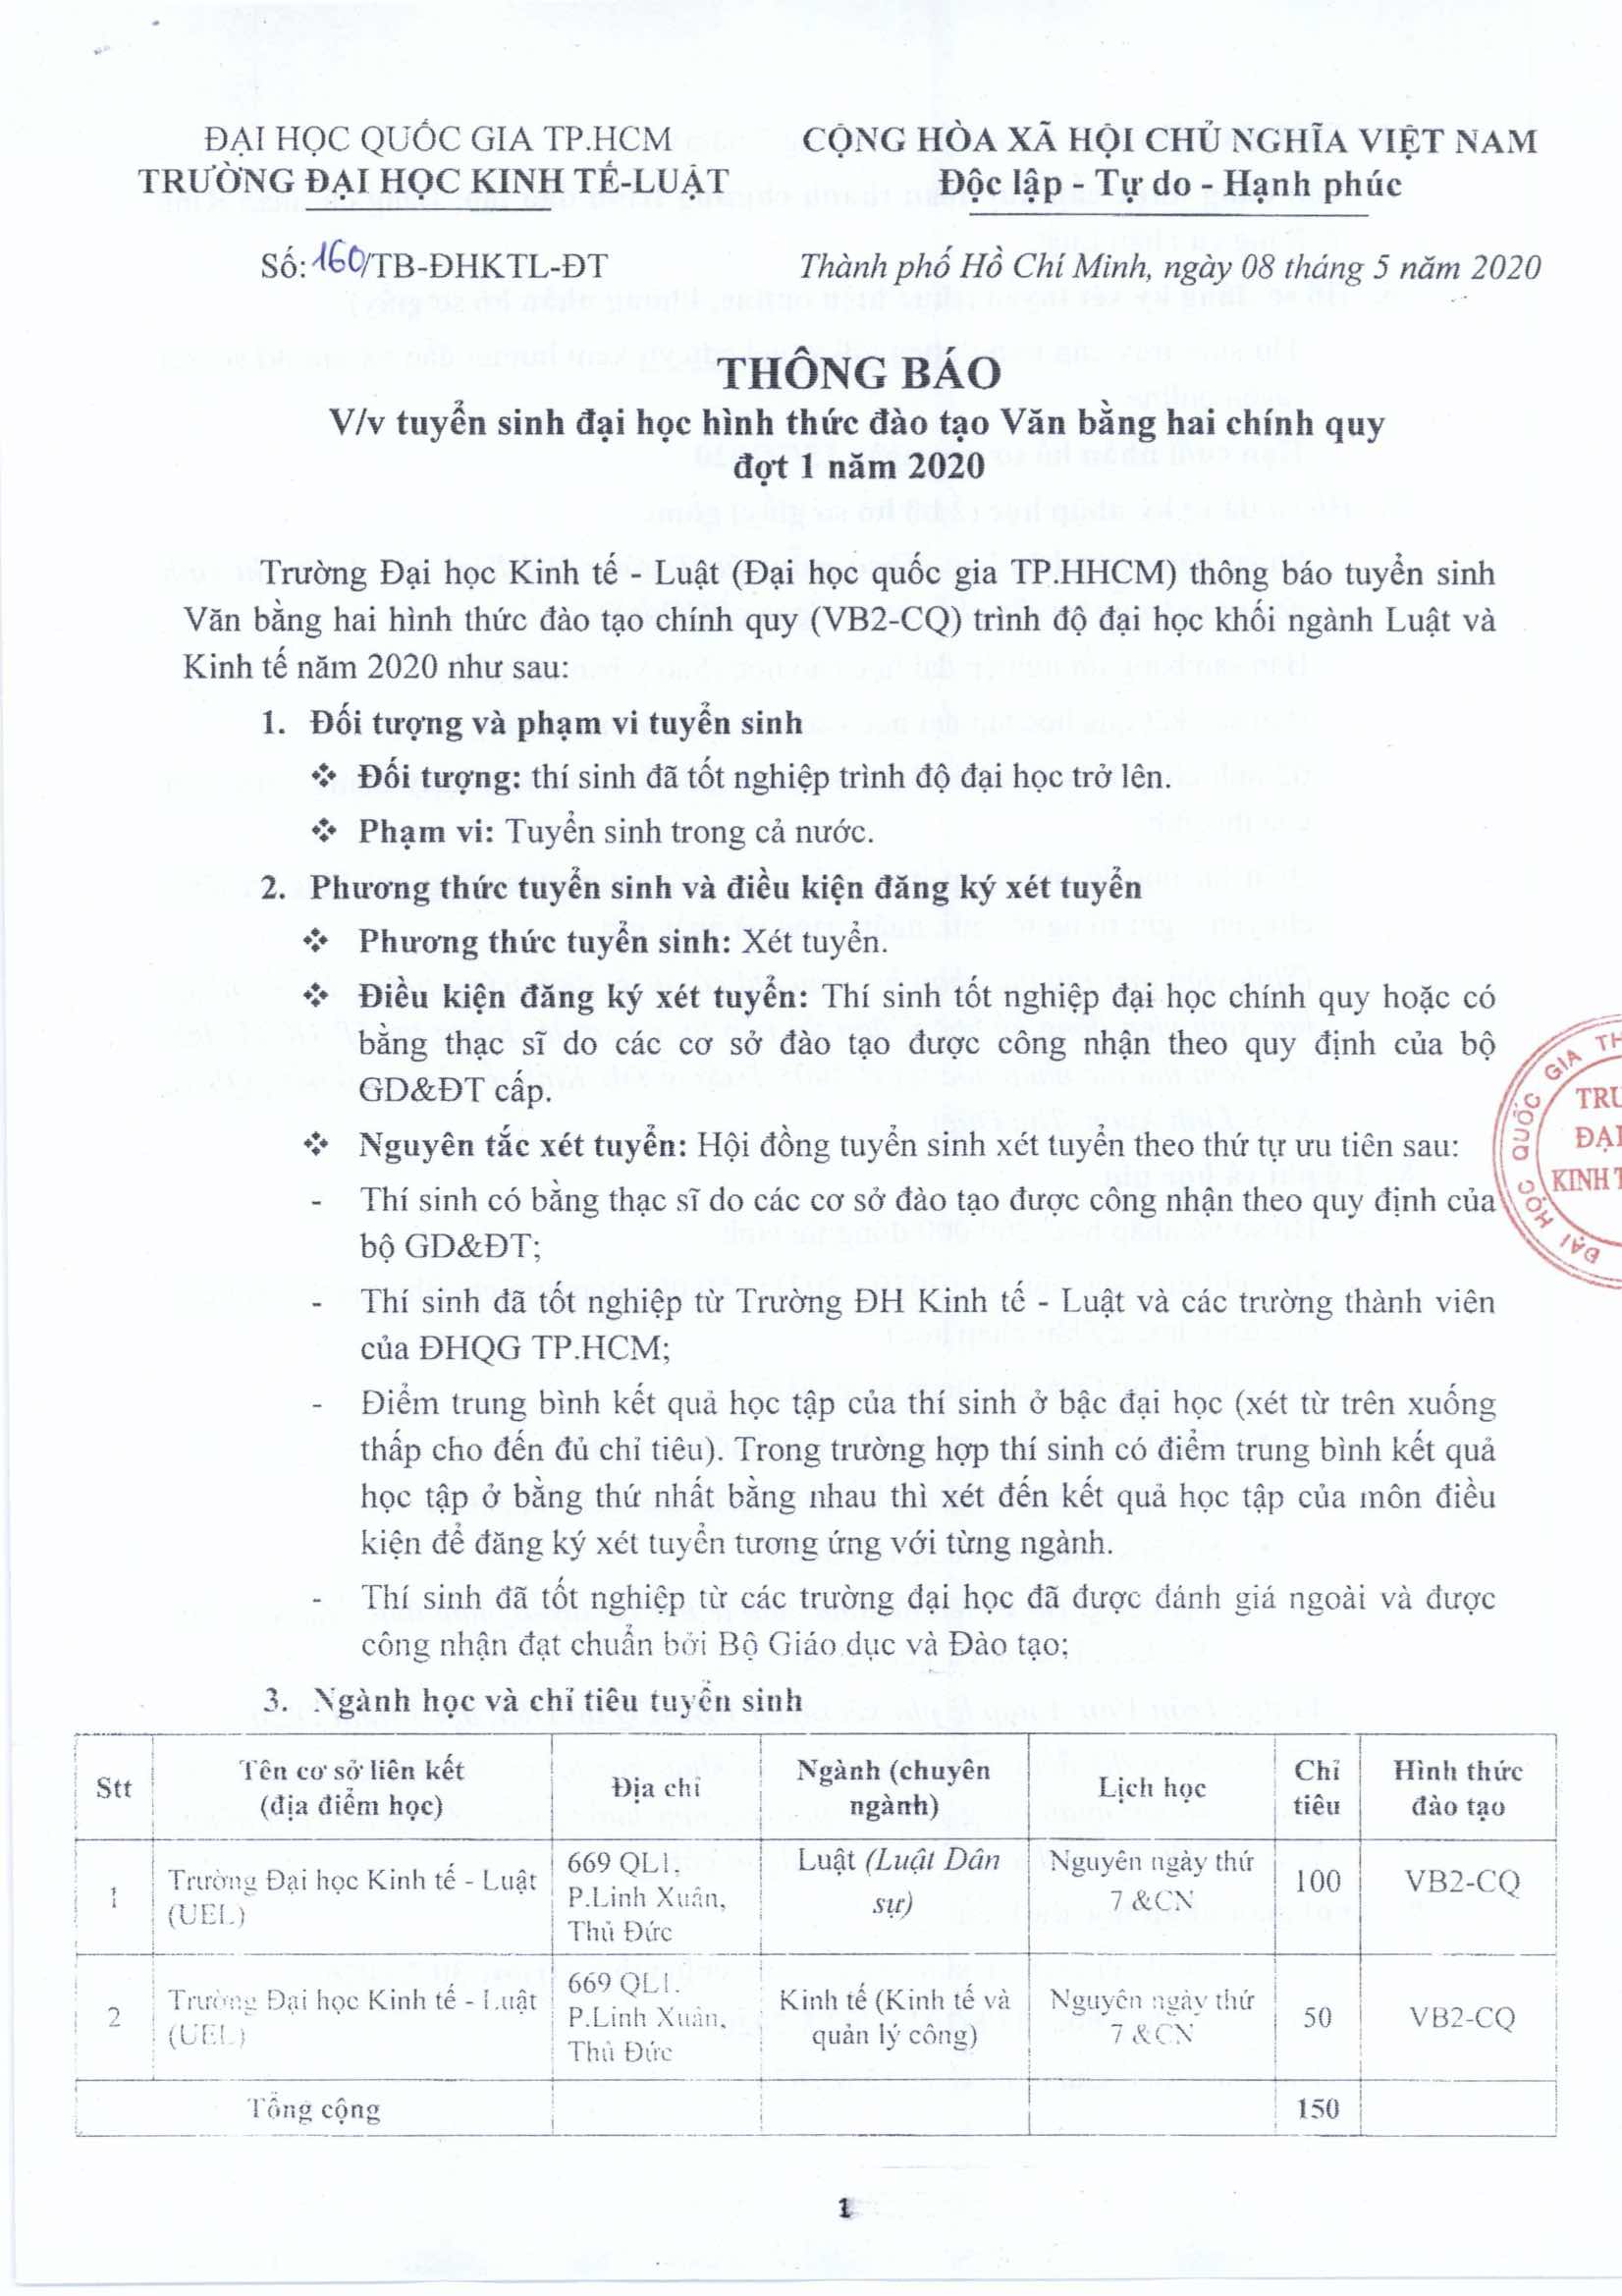 ĐẠI HỌC QUỐC GIA TP.HCM
TRƯỜNG ĐẠI HỌC KINH TẾ-LUẬT
CỘNG HÒA XÃ HỘI CHỦ NGHĨA VIỆT NAM
Độc lập - Tự do - Hạnh phúc
Số: 160/TB-ĐHKTL-ĐT
Thành phố Hồ Chí Minh, ngày 08 tháng 5 năm 2020
THÔNG BÁO
V/v tuyển sinh đại học hình thức đào tạo Văn bằng hai chính quy
đợt 1 năm 2020
Trường Đại học Kinh tế - Luật (Đại học quốc gia TP.HHCM) thông báo tuyển sinh
Văn bằng hai hình thức đào tạo chính quy (VB2-CQ) trình độ đại học khối ngành Luật và
Kinh tế năm 2020 như sau:
1. Đối tượng và phạm vi tuyển sinh
❖ Đối tượng: thí sinh đã tốt nghiệp trình độ đại học trở lên.
❖ Phạm vi: Tuyển sinh trong cả nước.
2. Phương thức tuyển sinh và điều kiện đăng ký xét tuyển
❖ Phương thức tuyển sinh: Xét tuyển.
❖ Điều kiện đăng ký xét tuyển: Thí sinh tốt nghiệp đại học chính quy hoặc có
bằng thạc sĩ do các cơ sở đào tạo được công nhận theo quy định của bộ
GD&ĐT cấp.
❖ Nguyên tắc xét tuyển: Hội đồng tuyển sinh xét tuyển theo thứ tự ưu tiên sau:
- Thí sinh có bằng thạc sĩ do các cơ sở đào tạo được công nhận theo quy định của
bộ GD&ĐT;
- Thí sinh đã tốt nghiệp từ Trường ĐH Kinh tế - Luật và các trường thành viên
của ĐHQG TP.HCM;
- Điểm trung bình kết quả học tập của thí sinh ở bậc đại học (xét từ trên xuống
thấp cho đến đủ chỉ tiêu). Trong trường hợp thí sinh có điểm trung bình kết quả
học tập ở bằng thứ nhất bằng nhau thì xét đến kết quả học tập của môn điều
kiện để đăng ký xét tuyển tương ứng với từng ngành.
- Thí sinh đã tốt nghiệp từ các trường đại học đã được đánh giá ngoài và được
công nhận đạt chuẩn bởi Bộ Giáo dục và Đào tạo;
ĐẠI HỌC QUỐC GIA
TRƯ
ĐẠI
KINH T
3. Ngành học và chỉ tiêu tuyển sinh
Stt
Tên cơ sở liên kết
(địa điểm học)
Địa chỉ
Ngành (chuyên
ngành)
Lịch học
Chỉ
tiêu
Hình thức
đào tạo
1
Trường Đại học Kinh tế - Luật
(UEL)
669 QL1,
P.Linh Xuân,
Thủ Đức
Luật (Luật Dân
sự)
Nguyên ngày thứ
7 &CN
100
VB2-CQ
2
Trường Đại học Kinh tế - Luật
(UEL)
669 QL1.
P.Linh Xuân,
Thủ Đức
Kinh tế (Kinh tế và
quản lý công)
Nguyên ngày thứ
7 &CN
50
VB2-CQ
Tổng cộng
150
1